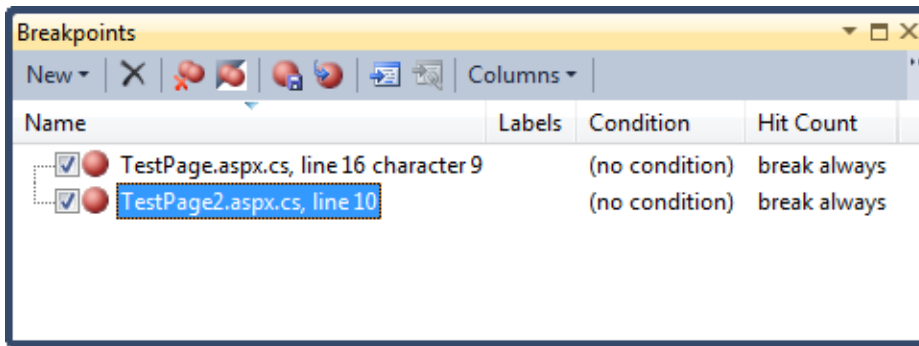 Breakpoints
New Columns
Name Labels Condition Hit Count
TestPage.aspx.cs, line 16 character 9 (no condition) break always
TestPage2.aspx.cs, line 10 (no condition) break always